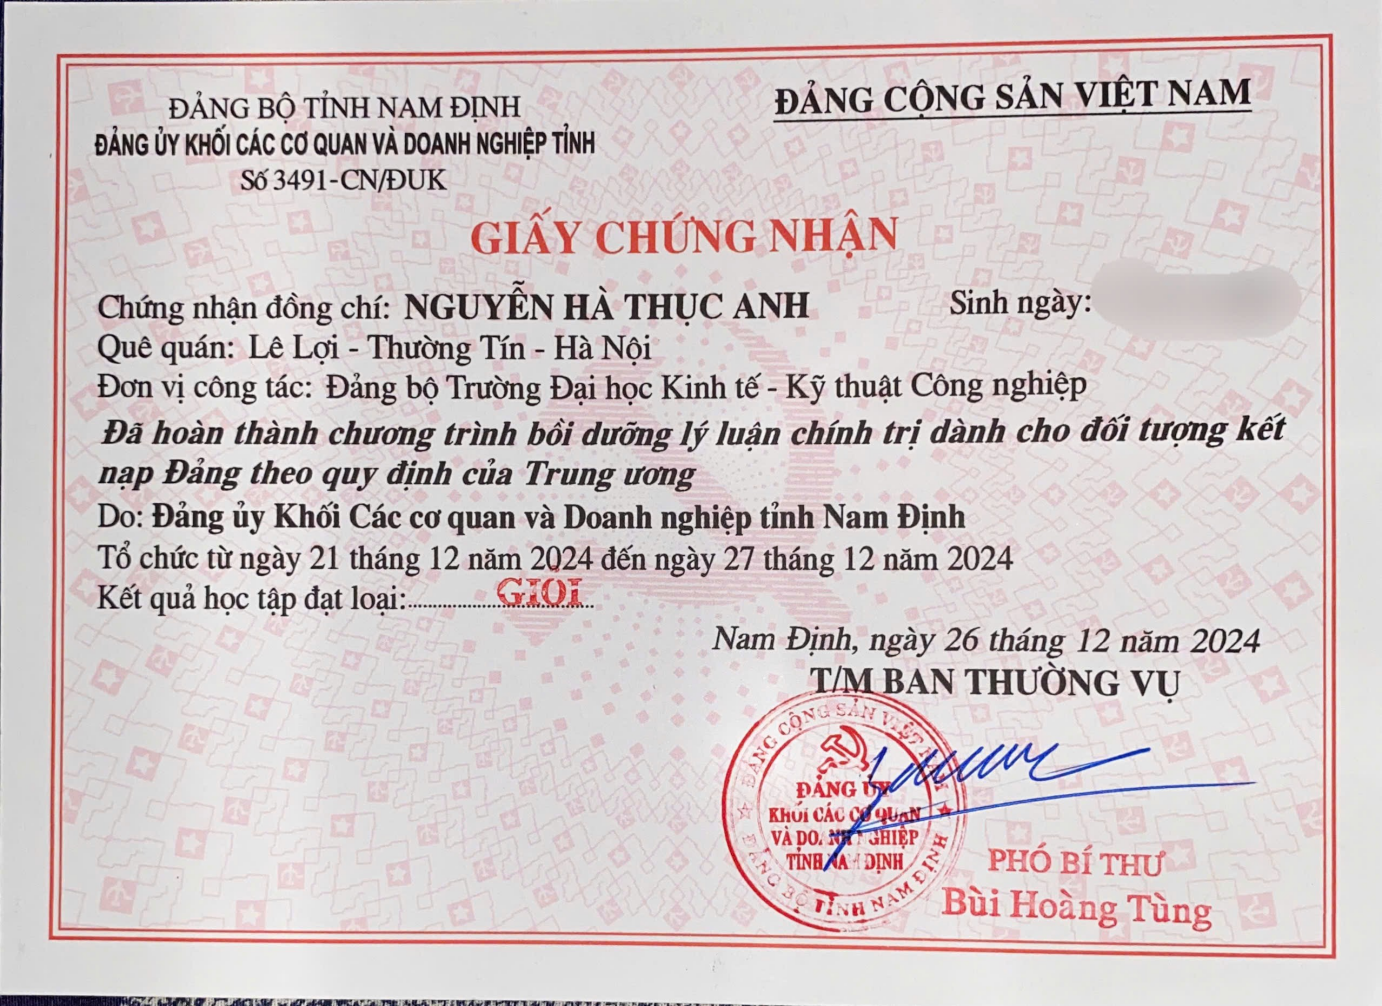 ĐẢNG BỘ TỈNH NAM ĐỊNH
ĐẢNG ỦY KHỐI CÁC CƠ QUAN VÀ DOANH NGHIỆP TỈNH
Số 3491-CN/ĐUK
ĐẢNG CỘNG SẢN VIỆT NAM
GIẤY CHỨNG NHẬN
Chứng nhận đồng chí: NGUYỄN HÀ THỤC ANH Sinh ngày:
Quê quán: Lê Lợi - Thường Tín - Hà Nội
Đơn vị công tác: Đảng bộ Trường Đại học Kinh tế - Kỹ thuật Công nghiệp
Đã hoàn thành chương trình bồi dưỡng lý luận chính trị dành cho đối tượng kết
nạp Đảng theo quy định của Trung ương
Do: Đảng ủy Khối Các cơ quan và Doanh nghiệp tỉnh Nam Định
Tổ chức từ ngày 21 tháng 12 năm 2024 đến ngày 27 tháng 12 năm 2024
Kết quả học tập đạt loại: GIỎI
Nam Định, ngày 26 tháng 12 năm 2024
T/M BAN THƯỜNG VỤ
ĐẢNG CỘNG SẢN VIỆT NAM
ĐẢNG ỦY
KHỐI CÁC CƠ QUAN
VÀ DOANH NGHIỆP
TỈNH NAM ĐỊNH
ĐẢNG BỘ TỈNH NAM ĐỊNH
PHÓ BÍ THƯ
Bùi Hoàng Tùng